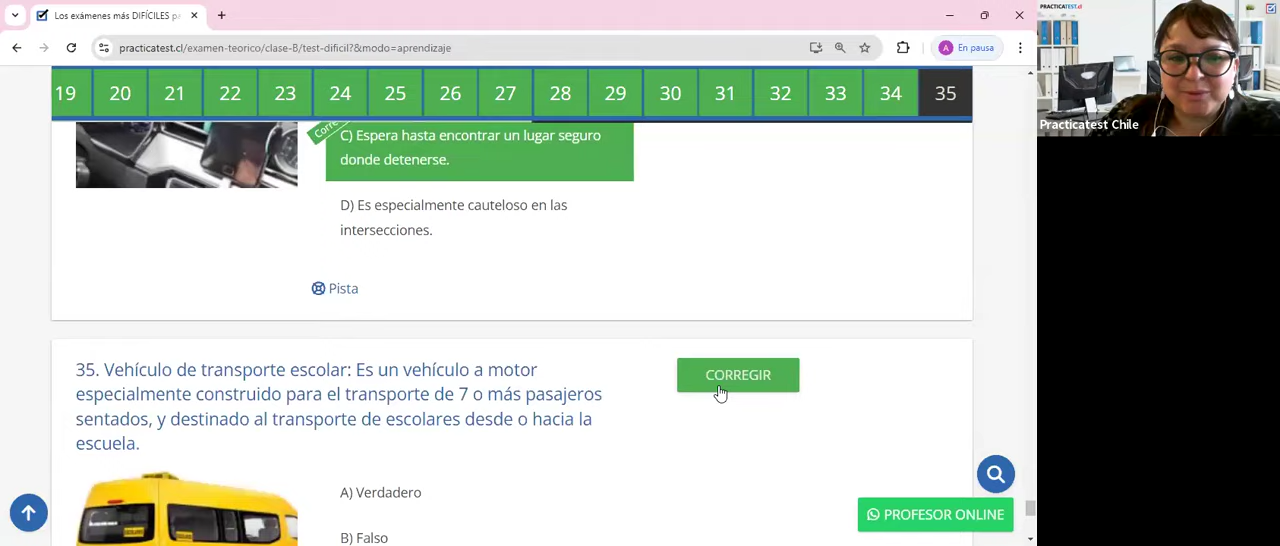 Los exámenes más DIFÍCILES pa
practicatest.cl/examen-teorico/clase-B/test-dificil?&modo=aprendizaje
A
En pausa
19 20 21 22 23 24 25 26 27 28 29 30 31 32 33 34 35
Corre
C) Espera hasta encontrar un lugar seguro
donde detenerse.
D) Es especialmente cauteloso en las
intersecciones.
Pista
35. Vehículo de transporte escolar: Es un vehículo a motor
especialmente construido para el transporte de 7 o más pasajeros
sentados, y destinado al transporte de escolares desde o hacia la
escuela.
CORREGIR
A) Verdadero
B) Falso
PROFESOR ONLINE
PRACTICATEST.cl
Practicatest Chile